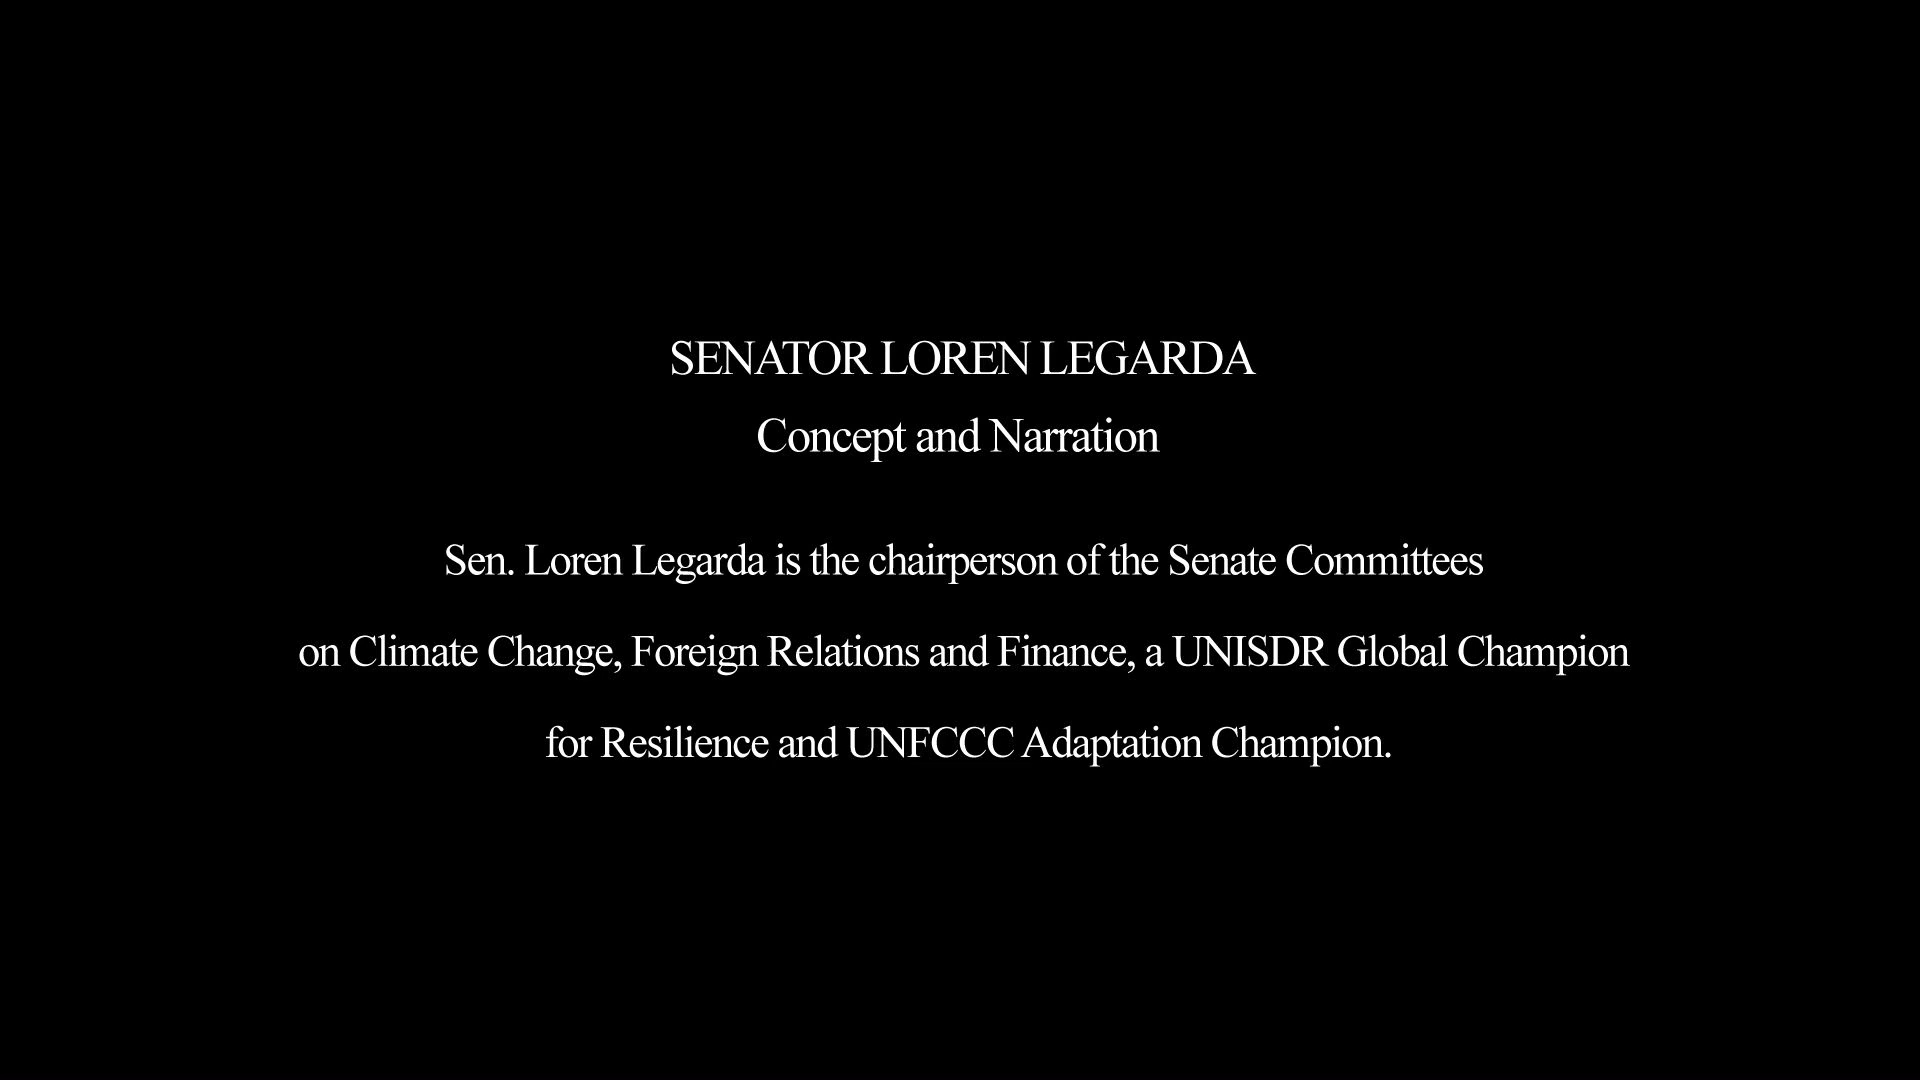 SENATOR LOREN LEGARDA
Concept and Narration
Sen. Loren Legarda is the chairperson of the Senate Committees
on Climate Change, Foreign Relations and Finance, a UNISDR Global Champion
for Resilience and UNFCCC Adaptation Champion.